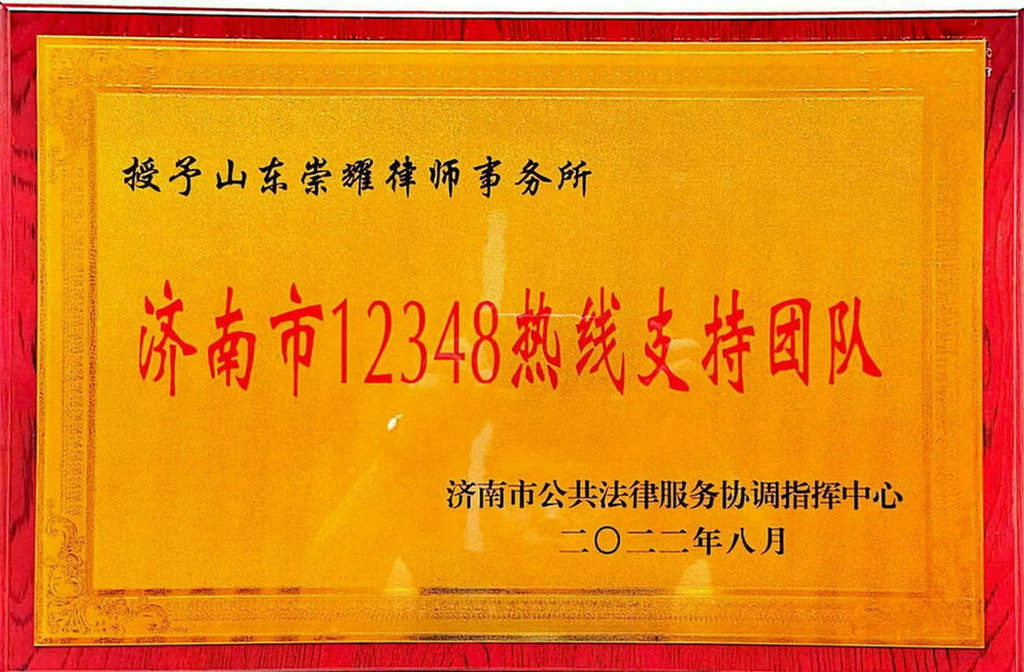 授予山东崇耀律师事务所
济南市12348热线支持团队
济南市公共法律服务协调指挥中心
二〇二二年八月